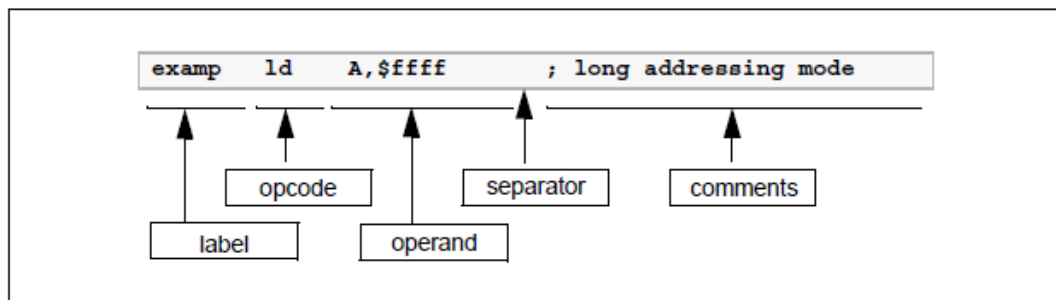 examp ld A,$ffff ; long addressing mode
opcode separator comments
label operand